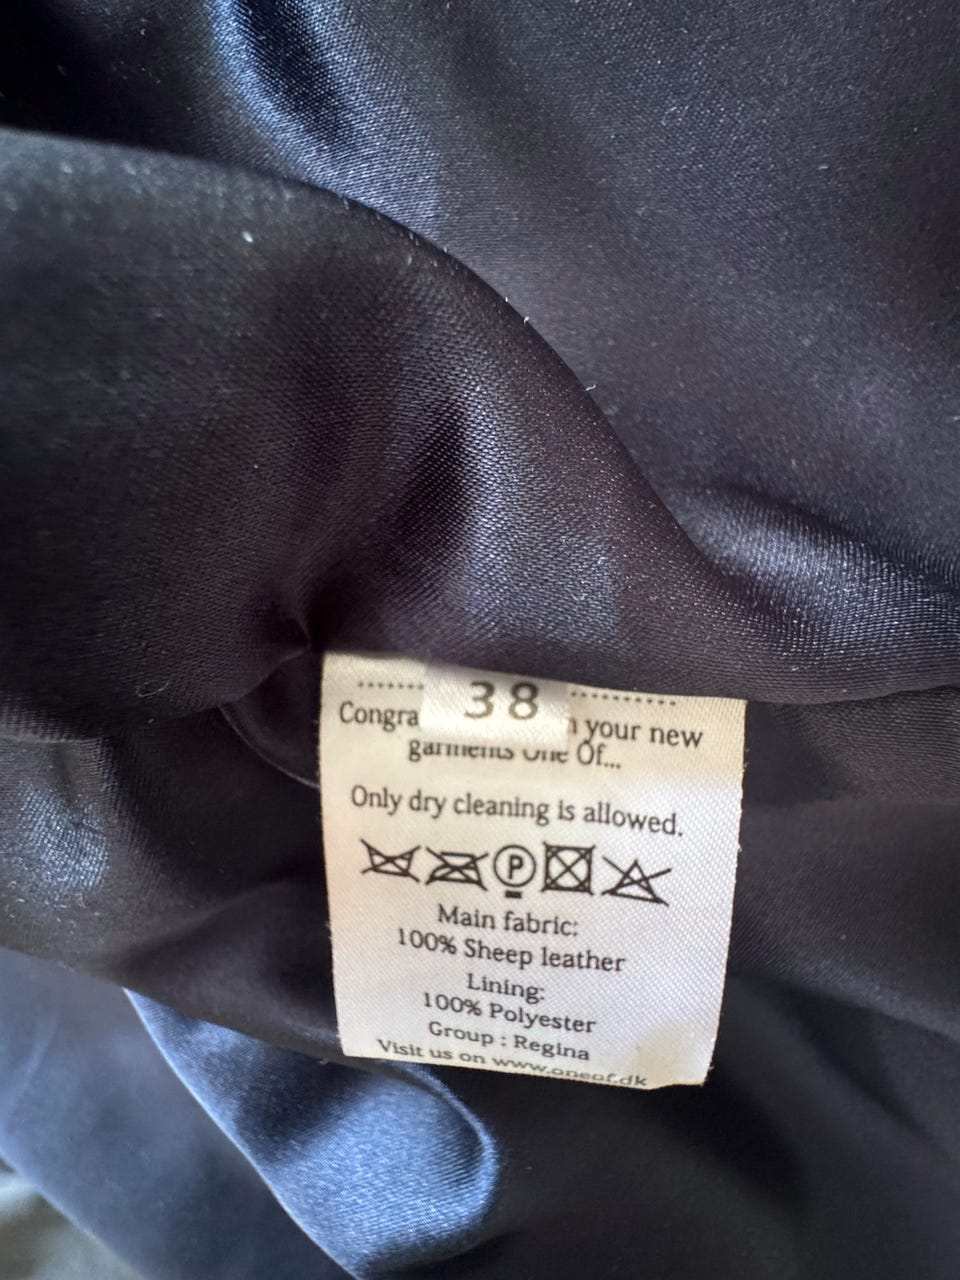 38
Congra
your new
garments One Of...
Only dry cleaning is allowed.
P
Main fabric:
100% Sheep leather
Lining:
100% Polyester
Group : Regina
Visit us on www.oneof.dk